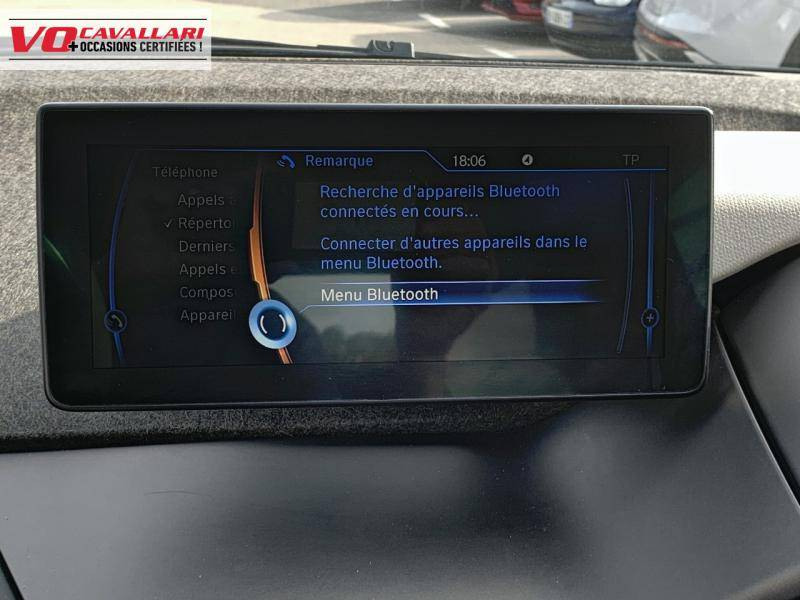 VO CAVALLARI
+OCCASIONS CERTIFIÉES !
Remarque
18:06
TP
Téléphone
Recherche d'appareils Bluetooth
connectés en cours...
Connecter d'autres appareils dans le
menu Bluetooth.
Menu Bluetooth
Appels
✓ Réperto
Derniers
Appels
Compos
Appareil